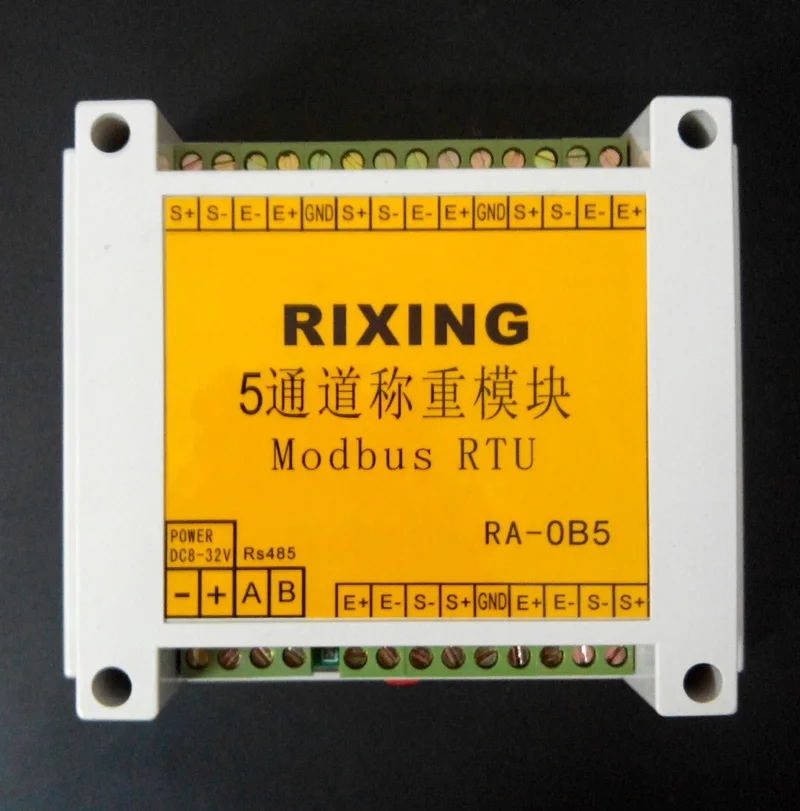 S+ S- E- E+ GND S+ S- E- E+ GND S+ S- E- E+
RIXING
5通道称重模块
Modbus RTU
RA-0B5
POWER
DC8-32V Rs485
- + A B
E+ E- S- S+ GND E+ E- S- S+